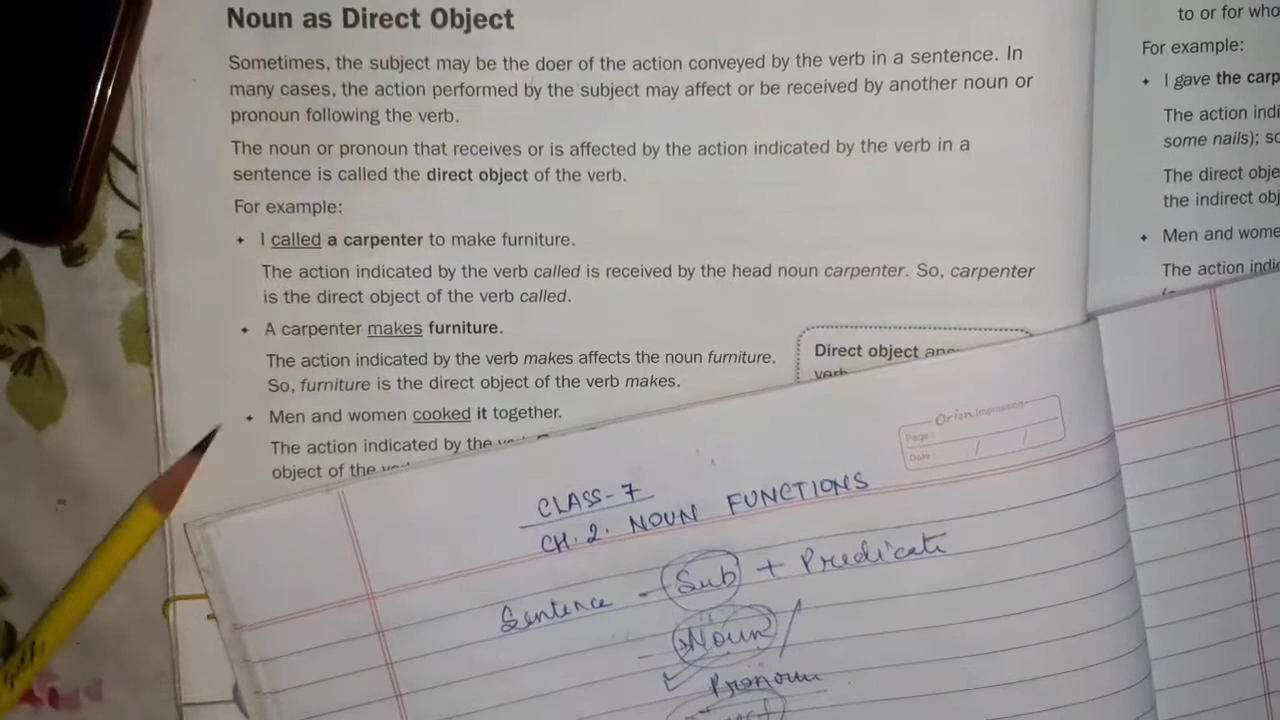 Noun as Direct Object
Sometimes, the subject may be the doer of the action conveyed by the verb in a sentence. In
many cases, the action performed by the subject may affect or be received by another noun or
pronoun following the verb.
The noun or pronoun that receives or is affected by the action indicated by the verb in a
sentence is called the direct object of the verb.
For example:
I called a carpenter to make furniture.
The action indicated by the verb called is received by the head noun carpenter. So, carpenter
is the direct object of the verb called.
A carpenter makes furniture.
The action indicated by the verb makes affects the noun furniture.
So, furniture is the direct object of the verb makes.
Men and women cooked it together.
The action indicated by the
object of the
Direct object
verb
to or for who
For example:
I gave the carp
The action indi
some nails); so
The direct obje
the indirect obj
Men and wome
The action indi
Orion Impression
Page:
Date: / /
CLASS-7
CH.2. NOUN FUNCTIONS
Sentence - Sub + Predicate
Noun /
Pronoun